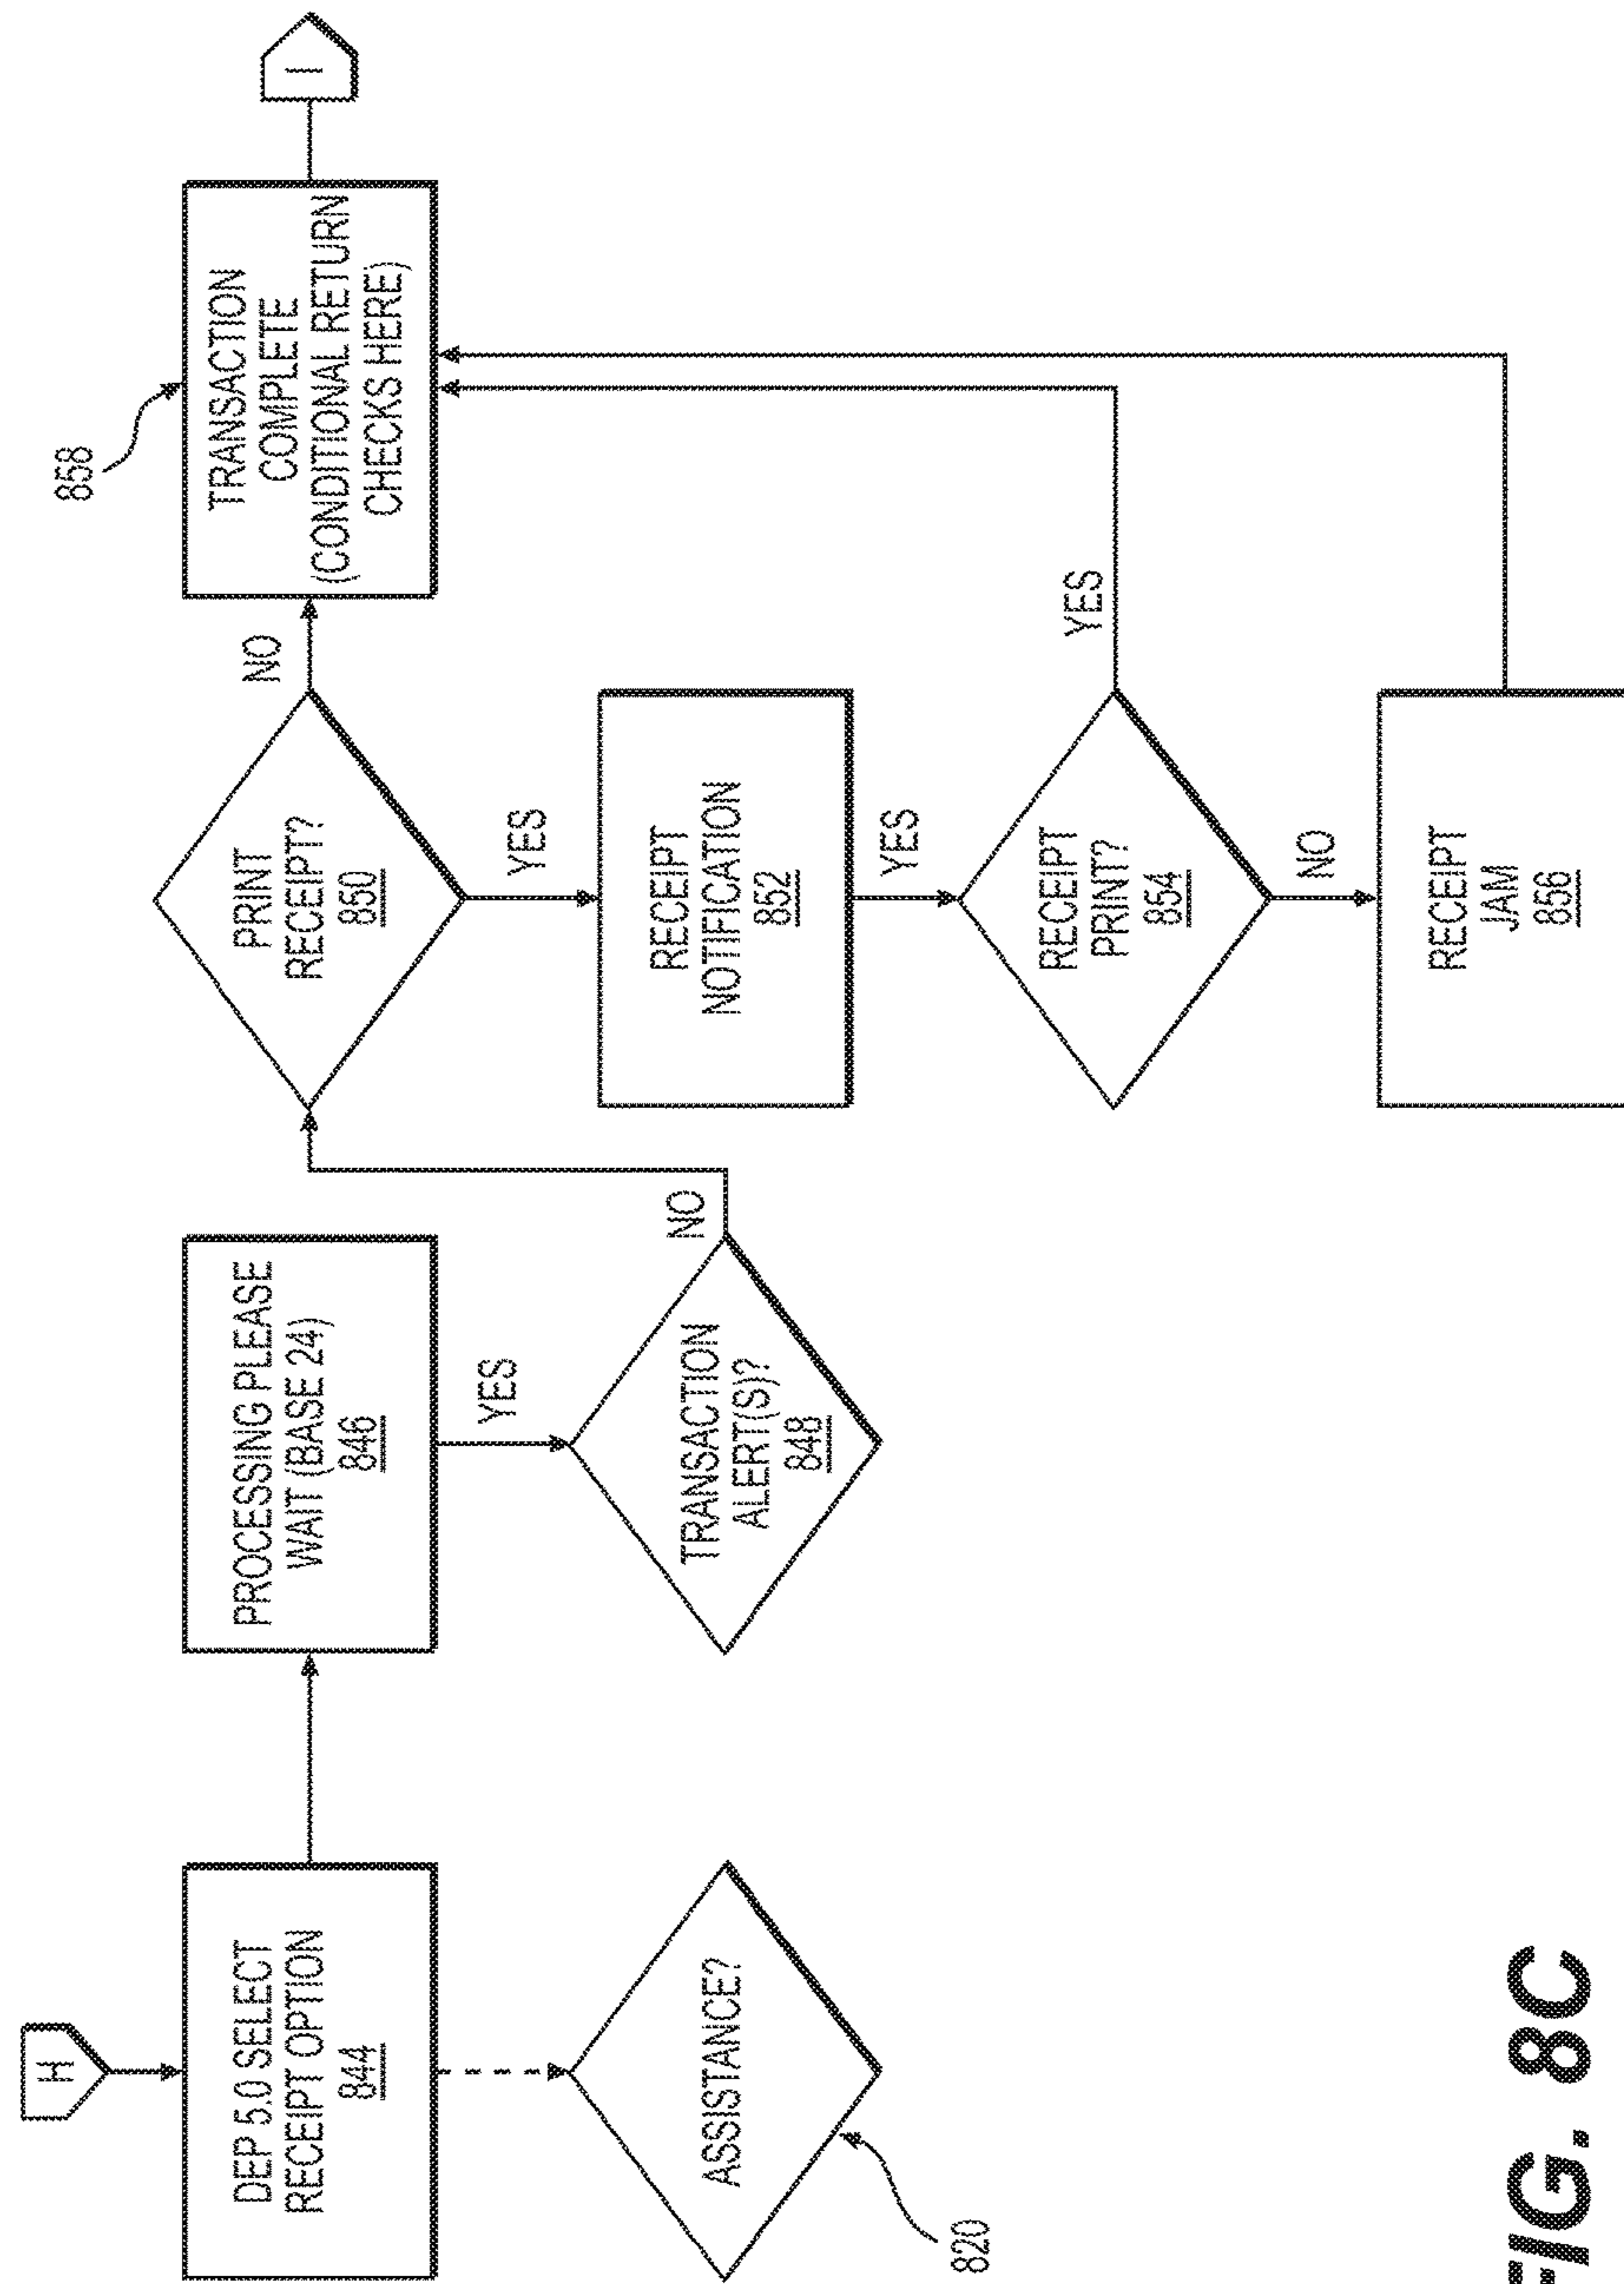 H
DEP 5.0 SELECT
RECEIPT OPTION
844
ASSISTANCE?
820
PROCESSING PLEASE
WAIT (BASE 24)
846
YES
TRANSACTION
ALERT(S)?
848
NO
PRINT
RECEIPT?
850
NO
YES
RECEIPT
NOTIFICATION
852
YES
RECEIPT
PRINT?
854
YES
NO
RECEIPT
JAM
856
858
TRANSACTION
COMPLETE
(CONDITIONAL RETURN
CHECKS HERE)
I
FIG. 8C